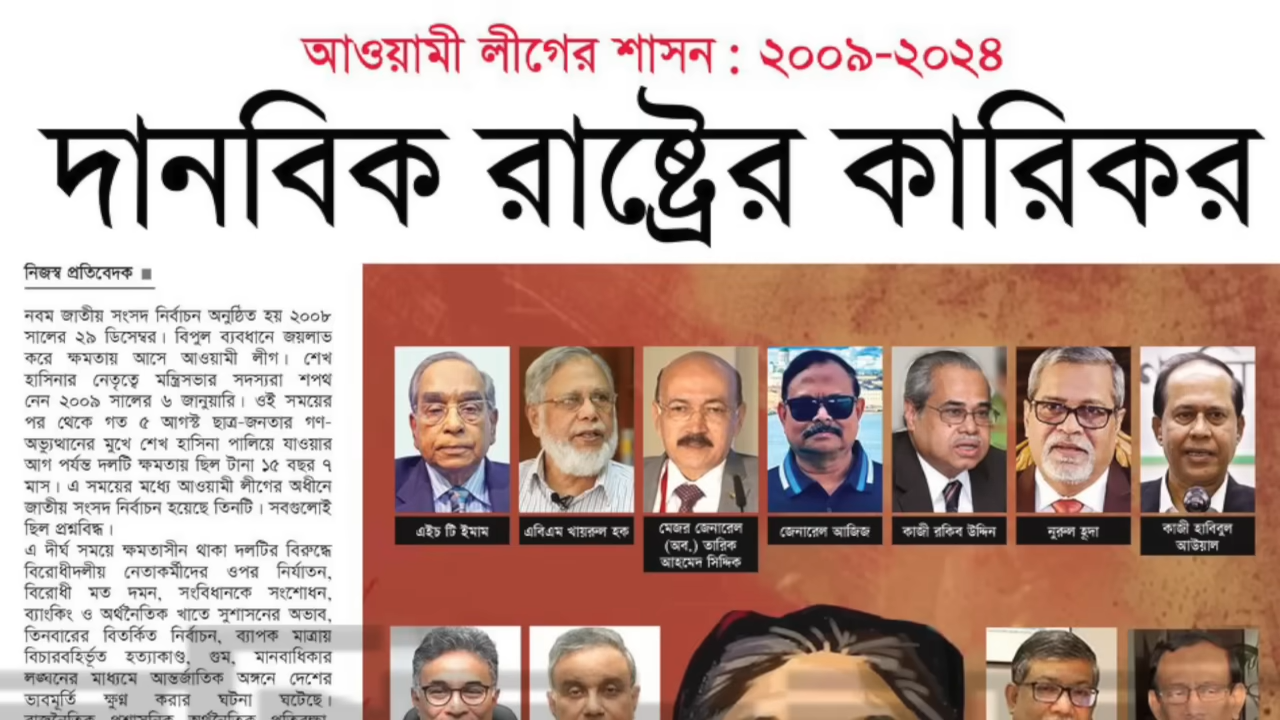 আওয়ামী লীগের শাসন : ২০০৯-২০২৪
দানবিক রাষ্ট্রের কারিকর
নিজস্ব প্রতিবেদক
নবম জাতীয় সংসদ নির্বাচন অনুষ্ঠিত হয় ২০০৮
সালের ২৯ ডিসেম্বর। বিপুল ব্যবধানে জয়লাভ
করে ক্ষমতায় আসে আওয়ামী লীগ। শেখ
হাসিনার নেতৃত্বে মন্ত্রিসভার সদস্যরা শপথ
নেন ২০০৯ সালের ৬ জানুয়ারি। ওই সময়ের
পর থেকে গত ৫ আগস্ট ছাত্র-জনতার গণ-
অভ্যুত্থানের মুখে শেখ হাসিনা পালিয়ে যাওয়ার
আগ পর্যন্ত দলটি ক্ষমতায় ছিল টানা ১৫ বছর ৭
মাস। এ সময়ের মধ্যে আওয়ামী লীগের অধীনে
জাতীয় সংসদ নির্বাচন হয়েছে তিনটি। সবগুলোই
ছিল প্রশ্নবিদ্ধ।
এ দীর্ঘ সময়ে ক্ষমতাসীন থাকা দলটির বিরুদ্ধে
বিরোধীদলীয় নেতাকর্মীদের ওপর নির্যাতন,
বিরোধী মত দমন, সংবিধানকে সংশোধন,
ব্যাংকিং ও অর্থনৈতিক খাতে সুশাসনের অভাব,
তিনবারের বিতর্কিত নির্বাচন, ব্যাপক মাত্রায়
বিচারবহির্ভূত হত্যাকাণ্ড, গুম, মানবাধিকার
লঙ্ঘনের মাধ্যমে আন্তর্জাতিক অঙ্গনে দেশের
ভাবমূর্তি ক্ষুণ্ন করার ঘটনা ঘটেছে।
এইচ টি ইমাম
এবিএম খায়রুল হক
মেজর জেনারেল
(অব.) তারিক
আহমেদ সিদ্দিক
জেনারেল আজিজ
কাজী রকিব উদ্দিন
নুরুল হুদা
কাজী হাবিবুল
আউয়াল